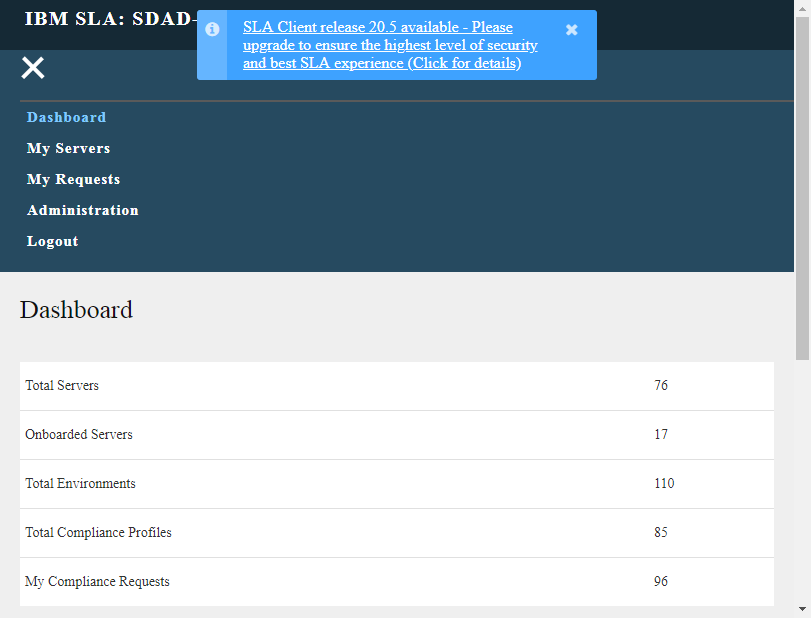 IBM SLA: SDAD-
SLA Client release 20.5 available - Please
upgrade to ensure the highest level of security
and best SLA experience (Click for details)
Dashboard
My Servers
My Requests
Administration
Logout
Dashboard
Total Servers 76
Onboarded Servers 17
Total Environments 110
Total Compliance Profiles 85
My Compliance Requests 96